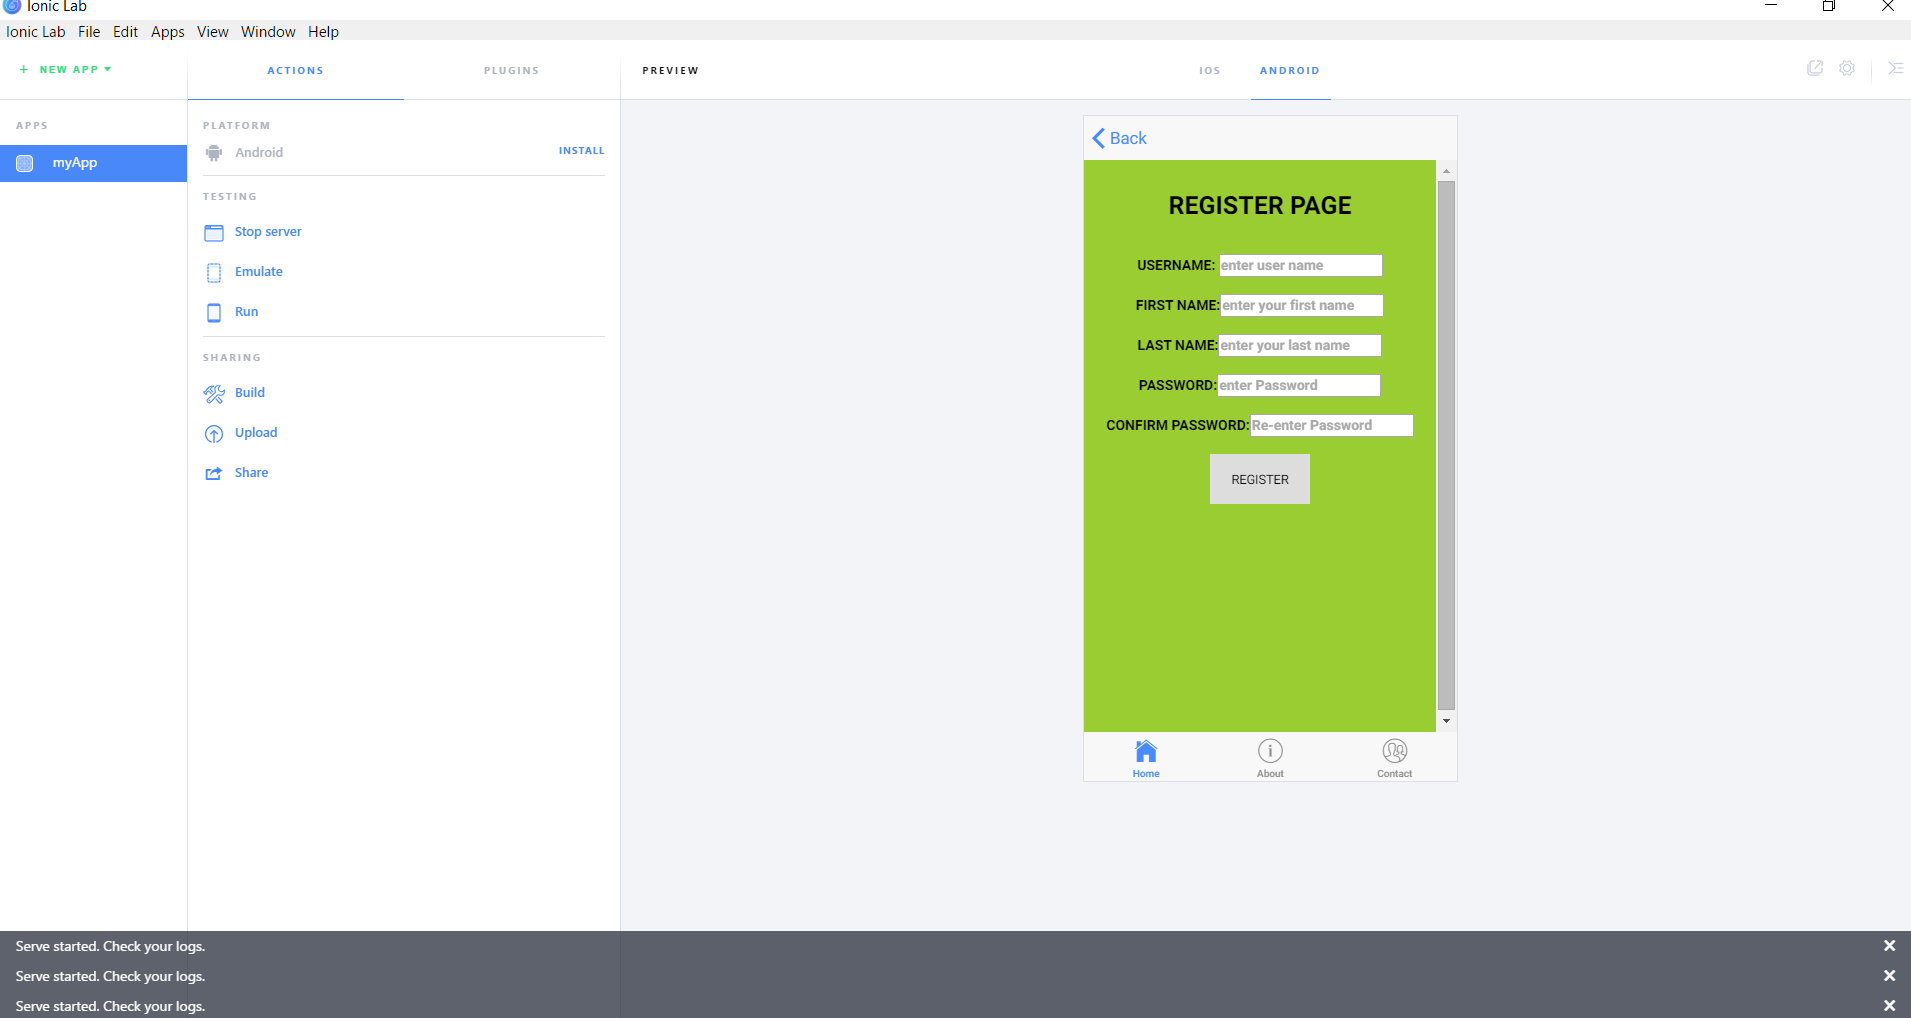 Ionic Lab
Ionic Lab File Edit Apps View Window Help
+ NEW APP
ACTIONS PLUGINS
PREVIEW
IOS ANDROID
APPS
myApp
PLATFORM
Android INSTALL
TESTING
Stop server
Emulate
Run
SHARING
Build
Upload
Share
Back
REGISTER PAGE
USERNAME: enter user name
FIRST NAME: enter your first name
LAST NAME: enter your last name
PASSWORD: enter Password
CONFIRM PASSWORD: Re-enter Password
REGISTER
Home About Contact
Serve started. Check your logs.
Serve started. Check your logs.
Serve started. Check your logs.